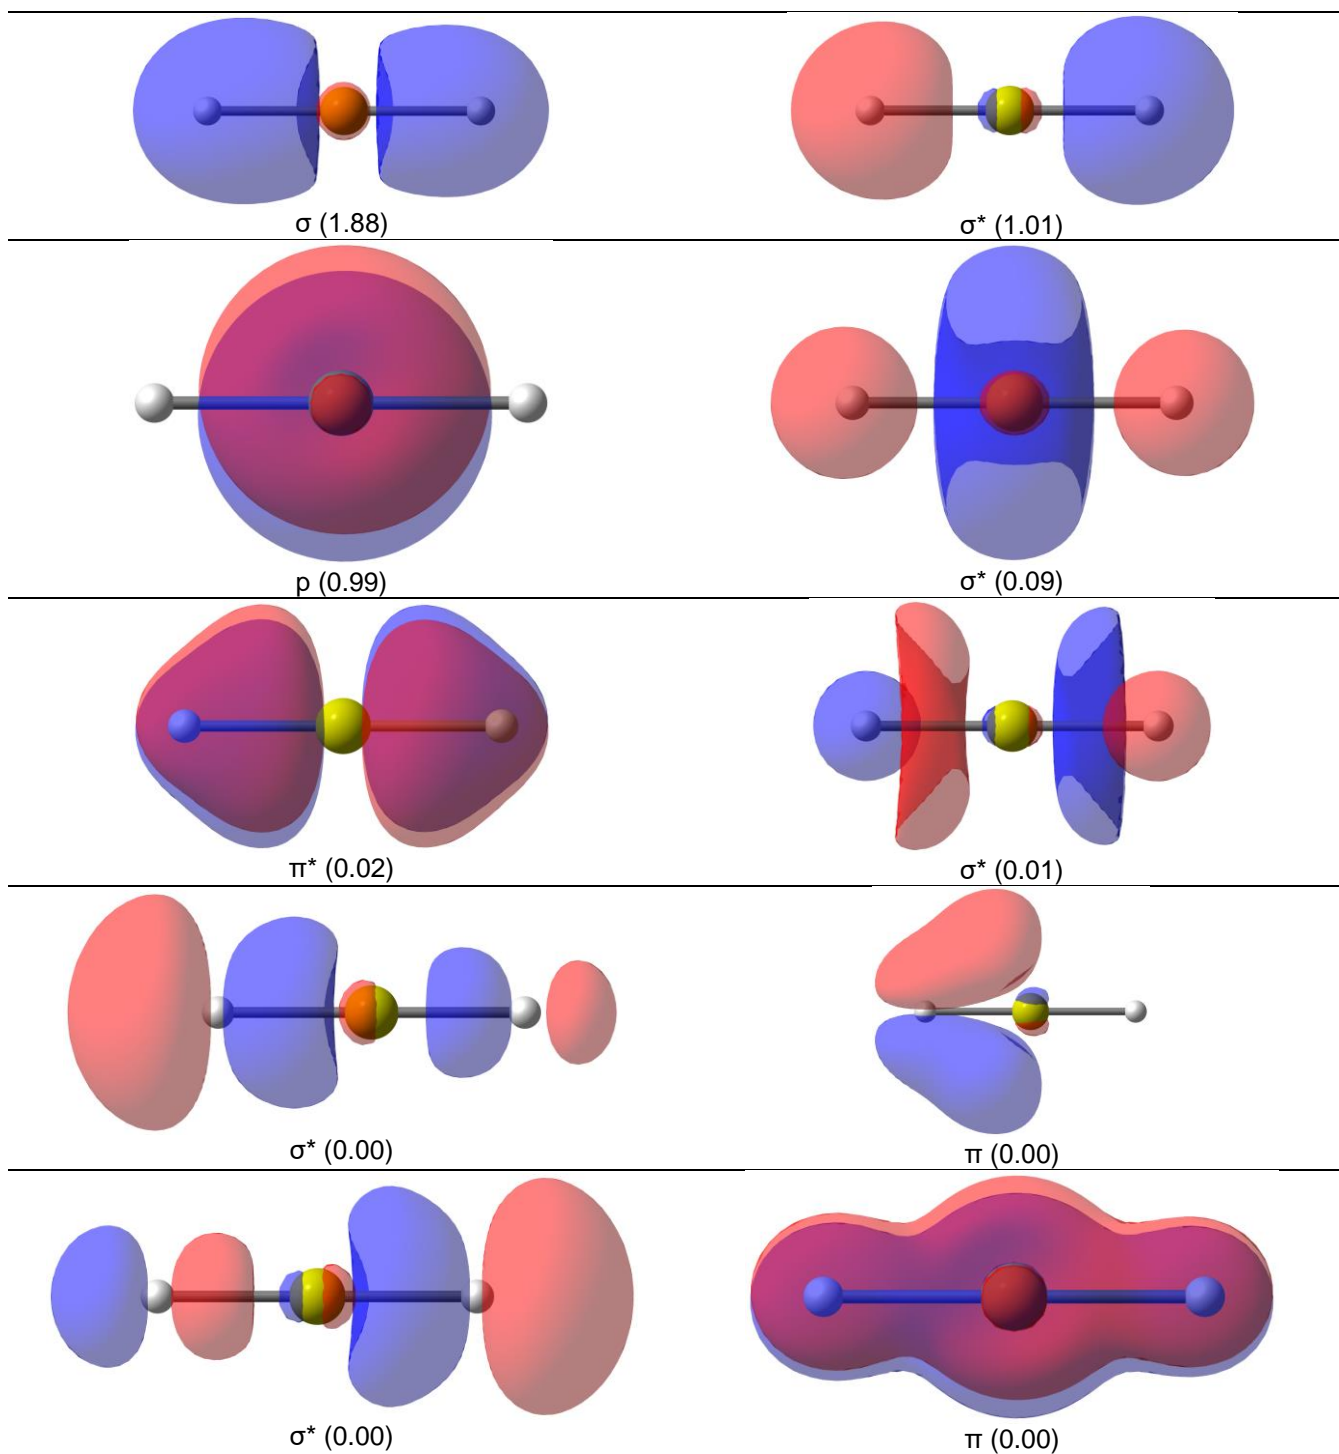 σ (1.88)
σ* (1.01)
p (0.99)
σ* (0.09)
π* (0.02)
σ* (0.01)
σ* (0.00)
π (0.00)
σ* (0.00)
π (0.00)